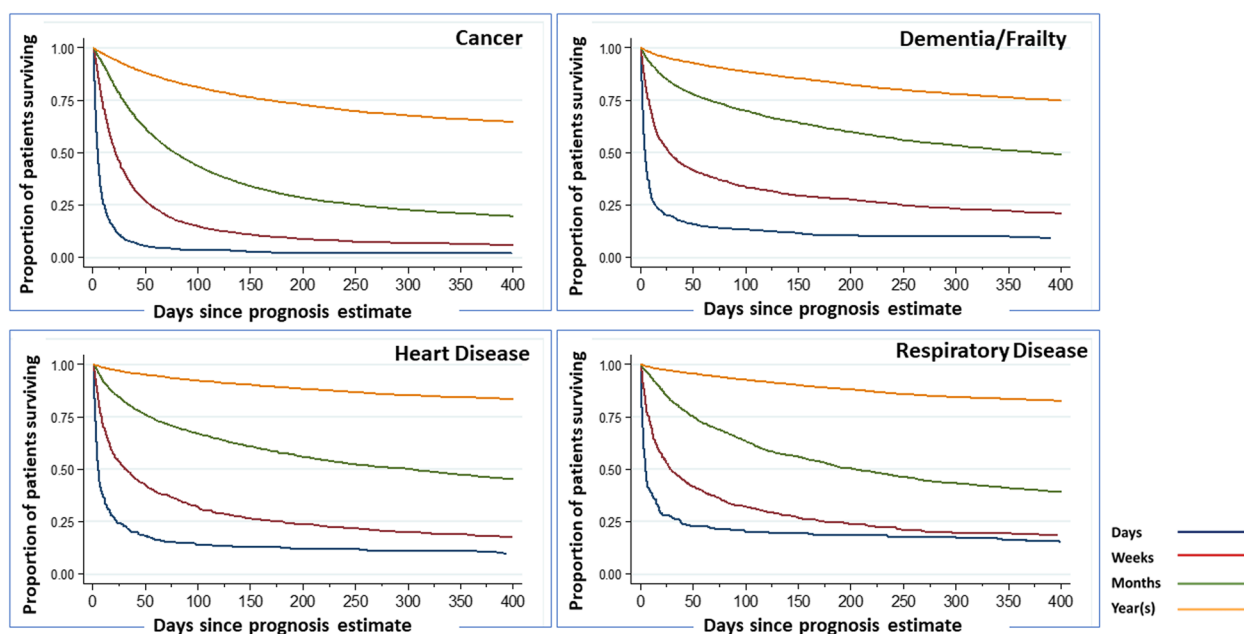 Cancer
Proportion of patients surviving
1.00
0.75
0.50
0.25
0.00
0 50 100 150 200 250 300 350 400
Days since prognosis estimate
Dementia/Frailty
Proportion of patients surviving
1.00
0.75
0.50
0.25
0.00
0 50 100 150 200 250 300 350 400
Days since prognosis estimate
Heart Disease
Proportion of patients surviving
1.00
0.75
0.50
0.25
0.00
0 50 100 150 200 250 300 350 400
Days since prognosis estimate
Respiratory Disease
Proportion of patients surviving
1.00
0.75
0.50
0.25
0.00
0 50 100 150 200 250 300 350 400
Days since prognosis estimate
Days
Weeks
Months
Year(s)